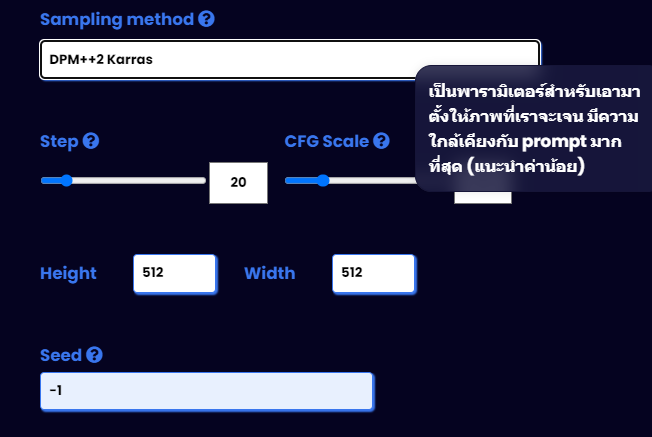 Sampling method
DPM++2 Karras
เป็นพารามิเตอร์สำหรับเอามา
ตั้งให้ภาพที่เราจะเจน มีความ
ใกล้เคียงกับ prompt มาก
ที่สุด (แนะนำค่าน้อย)
Step
CFG Scale
20
Height
512
Width
512
Seed
-1